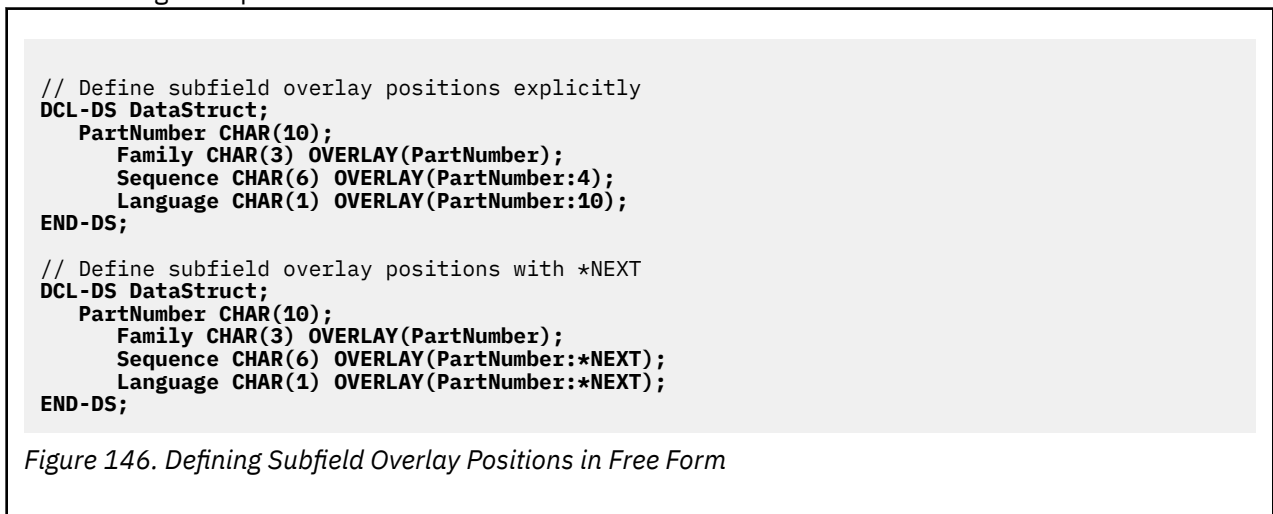 // Define subfield overlay positions explicitly
DCL-DS DataStruct;
PartNumber CHAR(10);
Family CHAR(3) OVERLAY(PartNumber);
Sequence CHAR(6) OVERLAY(PartNumber:4);
Language CHAR(1) OVERLAY(PartNumber:10);
END-DS;
// Define subfield overlay positions with *NEXT
DCL-DS DataStruct;
PartNumber CHAR(10);
Family CHAR(3) OVERLAY(PartNumber);
Sequence CHAR(6) OVERLAY(PartNumber:*NEXT);
Language CHAR(1) OVERLAY(PartNumber:*NEXT);
END-DS;
Figure 146. Defining Subfield Overlay Positions in Free Form